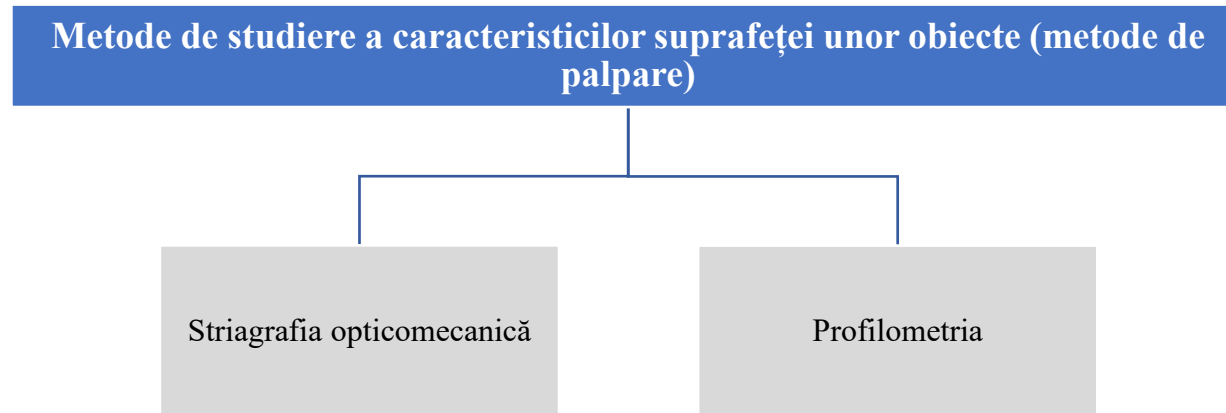 Metode de studiere a caracteristicilor suprafeței unor obiecte (metode de
palpare)
Striagrafia opticomecanică
Profilometria